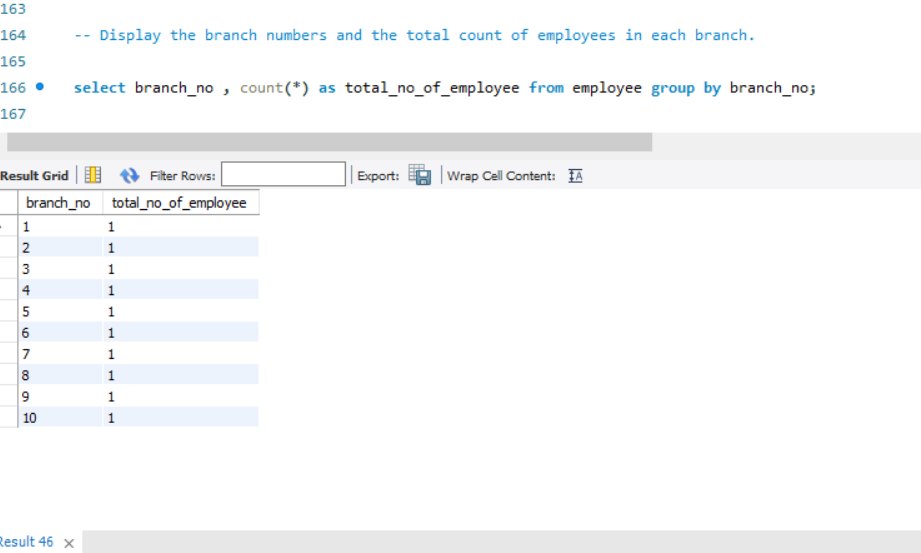 163
164 -- Display the branch numbers and the total count of employees in each branch.
165
166 select branch_no , count(*) as total_no_of_employee from employee group by branch_no;
167
Result Grid Filter Rows: Export: Wrap Cell Content: IA
branch_no total_no_of_employee
1 1
2 1
3 1
4 1
5 1
6 1
7 1
8 1
9 1
10 1
Result 46 ×